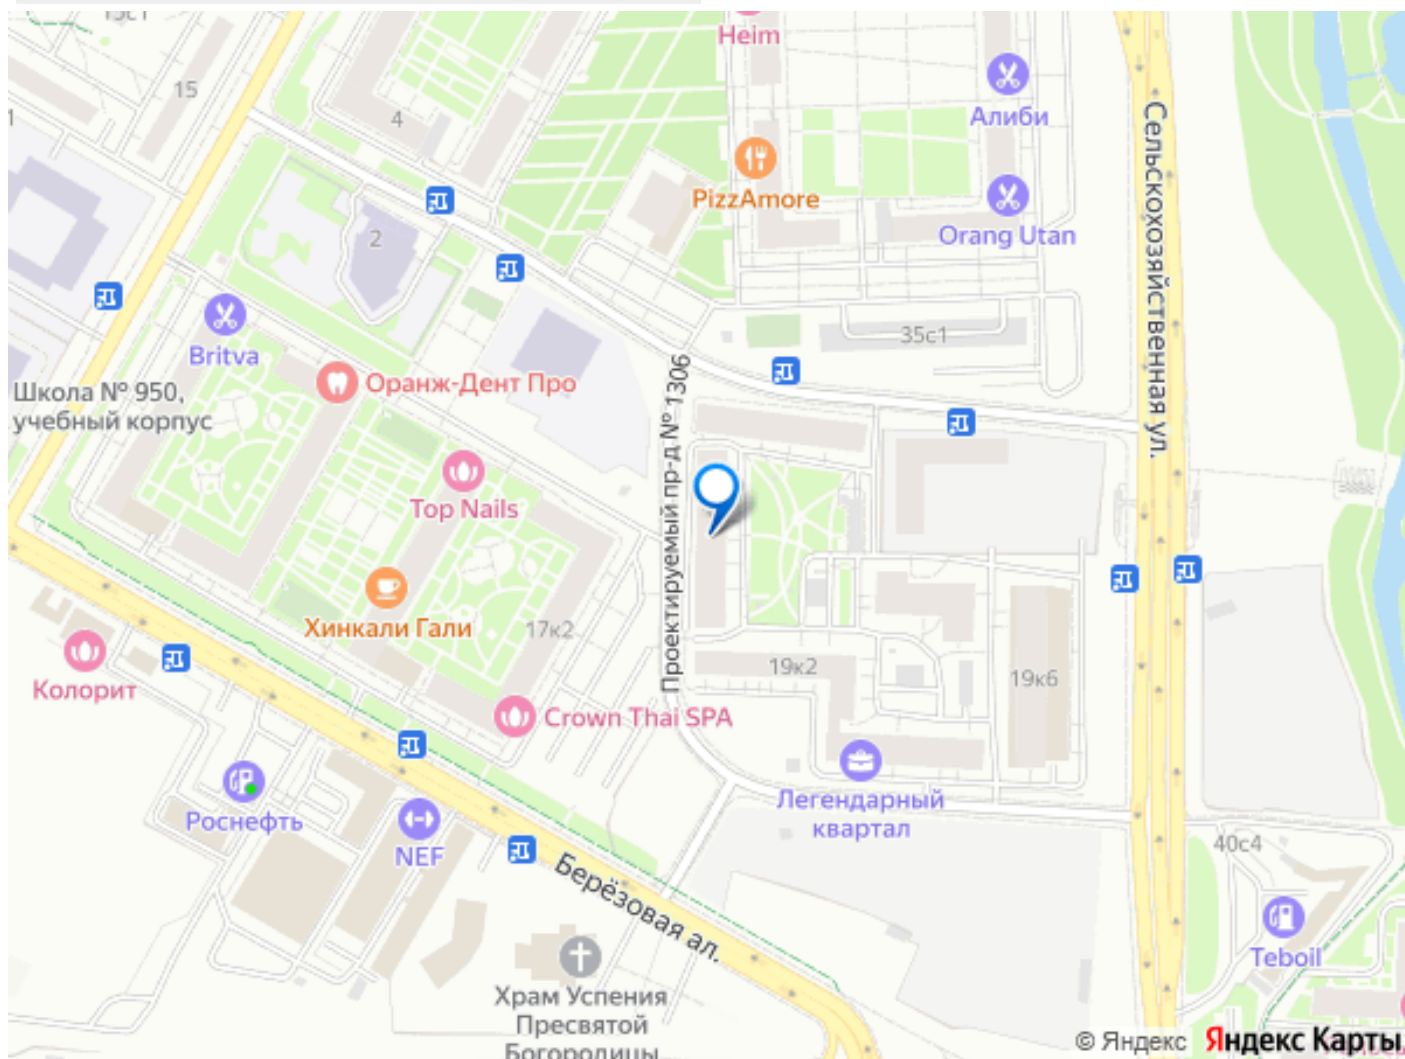 Heim
15
4
1
Алиби
PizzAmore
Orang Utan
Сельскохозяйственная ул.
2
Britva
35с1
Оранж-Дент Про
Школа № 950,
учебный корпус
Проектируемый пр-д № 1306
Top Nails
Хинкали Гали
17к2
19к2
19к6
Колорит
Crown Thai SPA
Легендарный
квартал
Роснефть
NEF
40с4
Берёзовая ал.
Teboil
Храм Успения
Пресвятой
Богородицы
© Яндекс Яндекс Карты